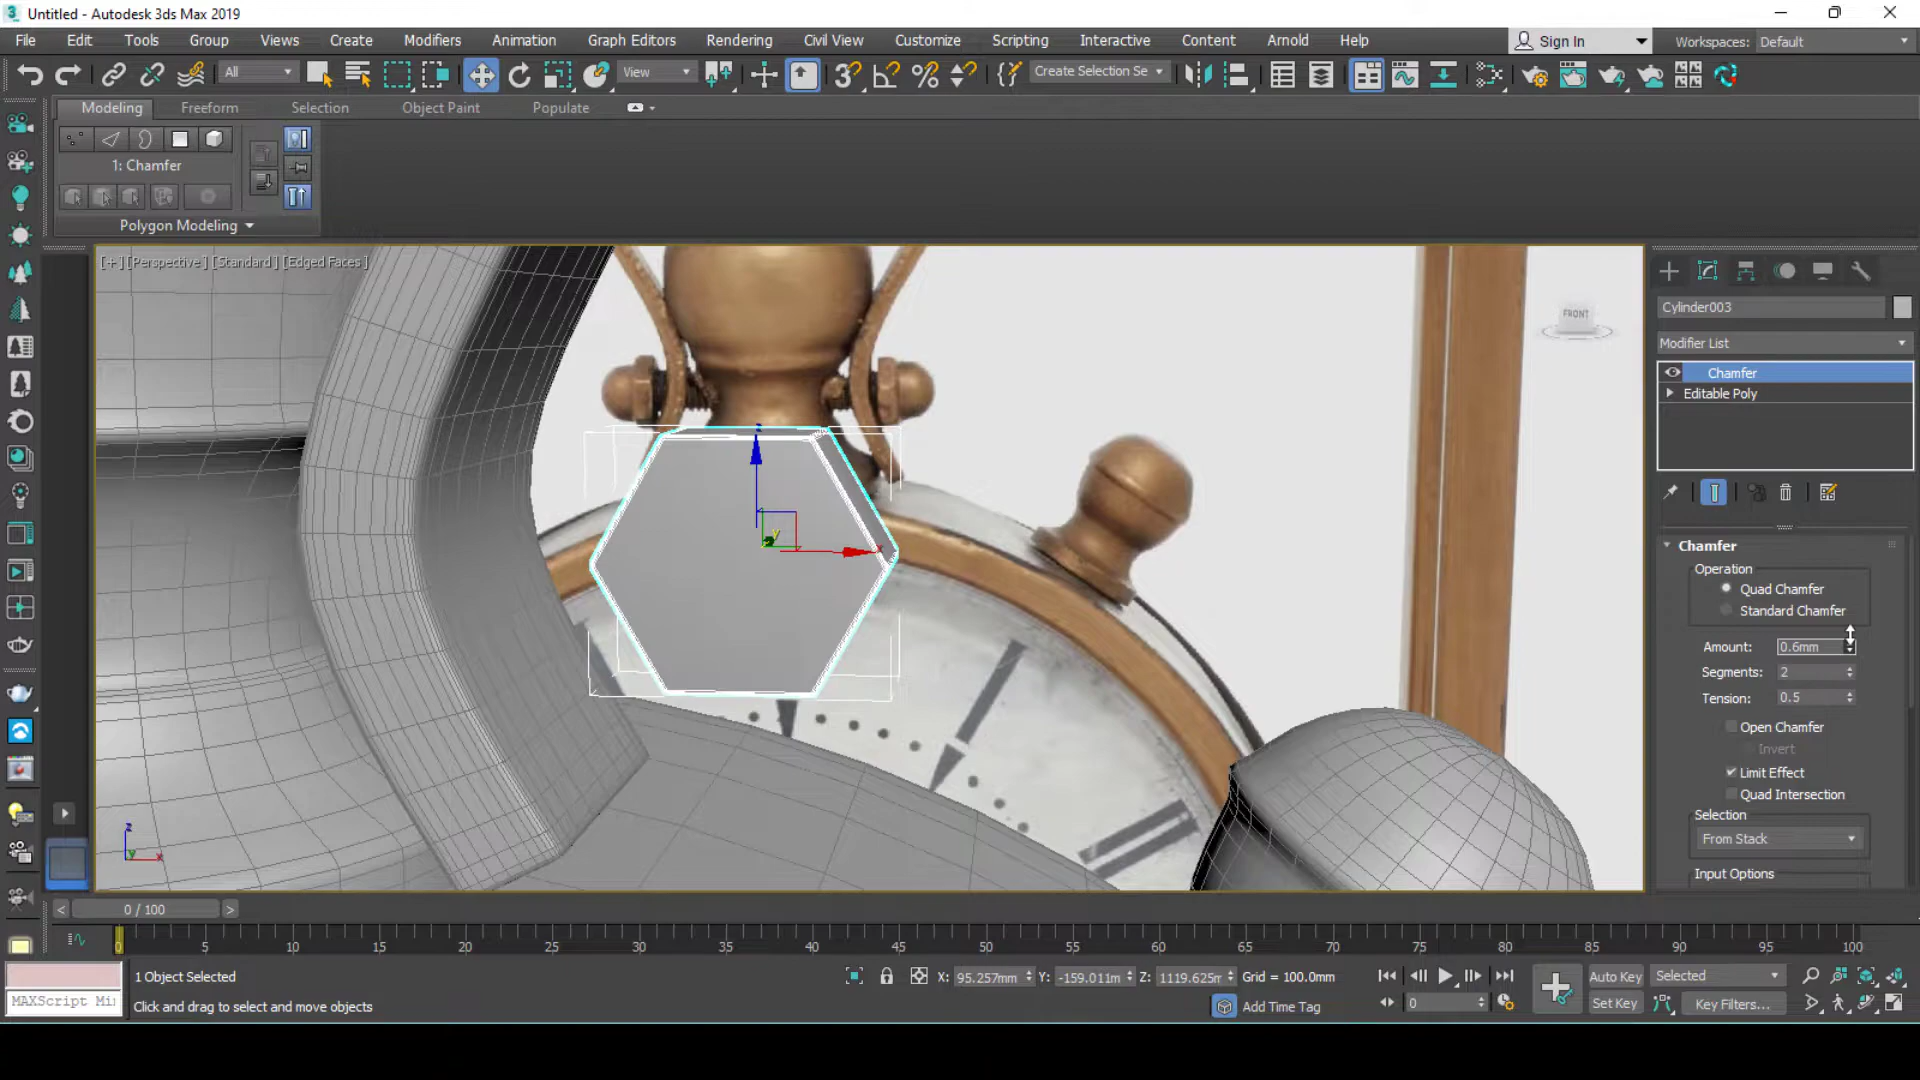 Untitled - Autodesk 3ds Max 2019
File Edit Tools Group Views Create Modifiers Animation Graph Editors Rendering Civil View Customize Scripting Interactive Content Arnold Help Sign In Workspaces: Default
All View Create Selection Se
Modeling Freeform Selection Object Paint Populate
1: Chamfer
Polygon Modeling
[+] [Perspective] [Standard] [Edged Faces]
FRONT
Cylinder003
Modifier List
Chamfer
Editable Poly
Chamfer
Operation
Quad Chamfer
Standard Chamfer
Amount: 0.6mm
Segments: 2
Tension: 0.5
Open Chamfer
Invert
Limit Effect
Quad Intersection
Selection
From Stack
Input Options
z
x
y
z
y x
< 0 / 100 >
0 5 10 15 20 25 30 35 40 45 50 55 60 65 70 75 80 85 90 95 100
1 Object Selected X: 95.257mm Y: -159.011m Z: 1119.625m Grid = 100.0mm Auto Key Selected
MAXScript Mi Click and drag to select and move objects Add Time Tag 0 Set Key Key Filters...